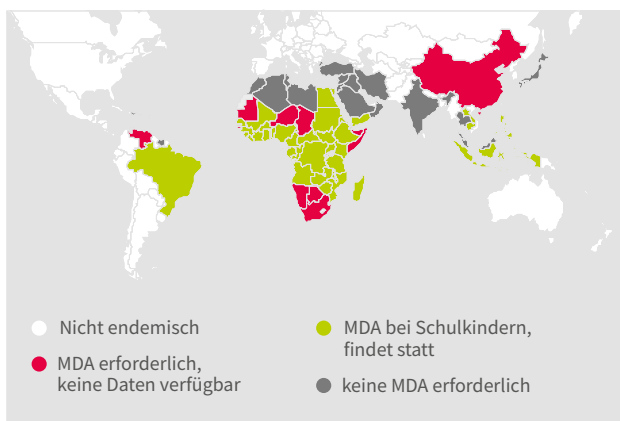 Nicht endemisch
MDA erforderlich,
keine Daten verfügbar
MDA bei Schulkindern,
findet statt
keine MDA erforderlich